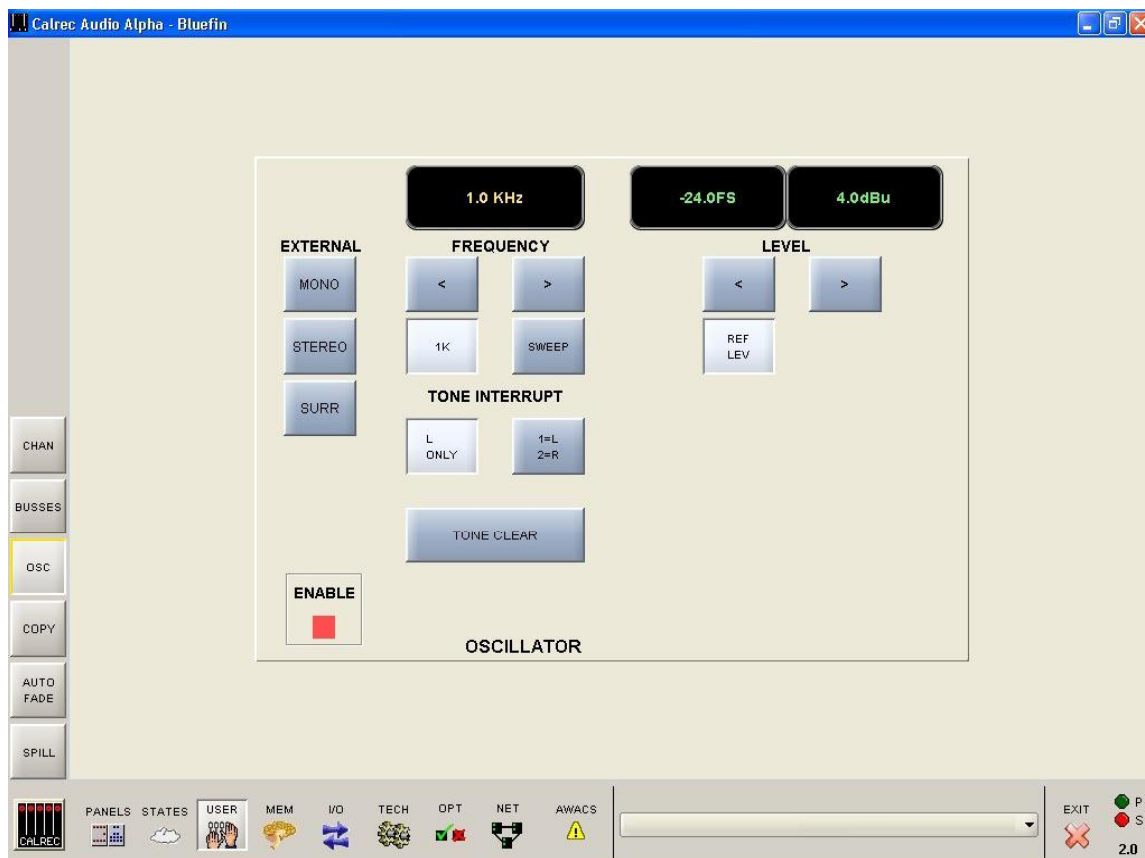 Calrec Audio Alpha - Bluefin
1.0 KHz
-24.0FS
4.0dBu
EXTERNAL
FREQUENCY
LEVEL
MONO
<
>
<
>
STEREO
1K
SWEEP
REF
LEV
SURR
TONE INTERRUPT
L
ONLY
1=L
2=R
TONE CLEAR
ENABLE
OSCILLATOR
CHAN
BUSSES
OSC
COPY
AUTO
FADE
SPILL
CALREC
PANELS
STATES
USER
MEM
I/O
TECH
OPT
NET
AWACS
EXIT
P
S
2.0